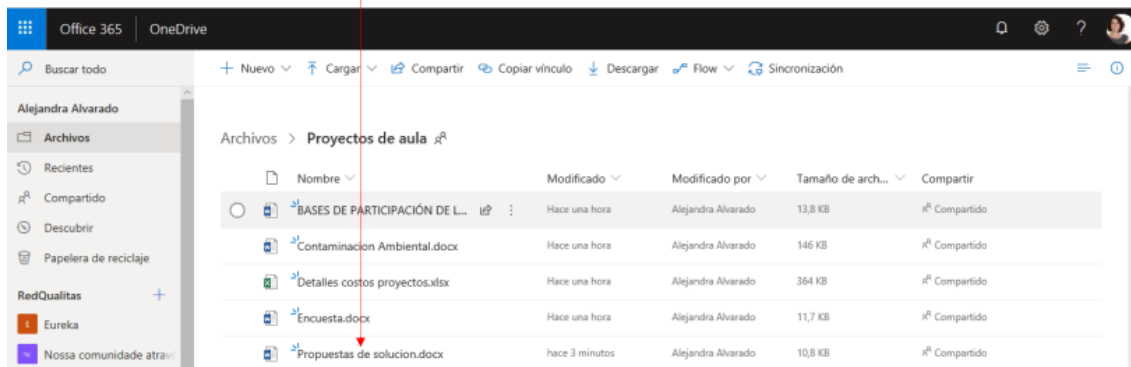 Office 365 OneDrive ?
Buscar todo + Nuevo Cargar Compartir Copiar vínculo Descargar Flow Sincronización
Alejandra Alvarado
Archivos
Archivos > Proyectos de aula
Recientes
Nombre Modificado Modificado por Tamaño de arch... Compartir
Compartido
BASES DE PARTICIPACIÓN DE L... Hace una hora Alejandra Alvarado 13,8 KB Compartido
Descubrir
Contaminacion Ambiental.docx Hace una hora Alejandra Alvarado 146 KB Compartido
Papelera de reciclaje
Detalles costos proyectos.xlsx Hace una hora Alejandra Alvarado 364 KB Compartido
RedQualitas +
E Eureka
Encuesta.docx Hace una hora Alejandra Alvarado 11,7 KB Compartido
Nossa comunidade atrav
Propuestas de solucion.docx hace 3 minutos Alejandra Alvarado 10,8 KB Compartido